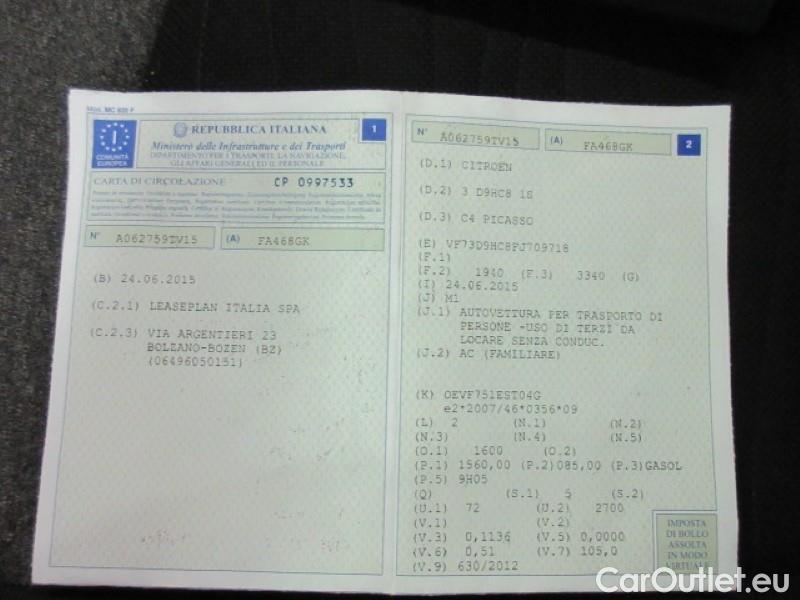 Mod. MC 820 F
I
COMUNITÀ
EUROPEA
REPUBBLICA ITALIANA
Ministero delle Infrastrutture e dei Trasporti
DIPARTIMENTO PER I TRASPORTI, LA NAVIGAZIONE,
GLI AFFARI GENERALI ED IL PERSONALE
1
CARTA DI CIRCOLAZIONE CP 0997533
N° A062759TV15 (A) FA468GK
(B) 24.06.2015
(C.2.1) LEASEPLAN ITALIA SPA
(C.2.3) VIA ARGENTIERI 23
BOLZANO-BOZEN (BZ)
(06496050151)
N° A062759TV15 (A) FA468GK 2
(D.1) CITROEN
(D.2) 3 D9HC8 1S
(D.3) C4 PICASSO
(E) VF73D9HC8FJ709718
(F.1)
(F.2) 1940 (F.3) 3340 (G)
(I) 24.06.2015
(J) M1
(J.1) AUTOVETTURA PER TRASPORTO DI
PERSONE -USO DI TERZI DA
LOCARE SENZA CONDUC.
(J.2) AC (FAMILIARE)
(K) OEVF751EST04G
e2*2007/46*0356*09
(L) 2 (N.1) (N.2)
(N.3) (N.4) (N.5)
(O.1) 1600 (O.2)
(P.1) 1560,00 (P.2)085,00 (P.3)GASOL
(P.5) 9H05
(Q) (S.1) 5 (S.2)
(U.1) 72 (U.2) 2700
(V.1) (V.2)
(V.3) 0,1136 (V.5) 0,0000
(V.6) 0,51 (V.7) 105,0
(V.9) 630/2012
IMPOSTA
DI BOLLO
ASSOLTA
IN MODO
VIRTUALE
CarOutlet.eu